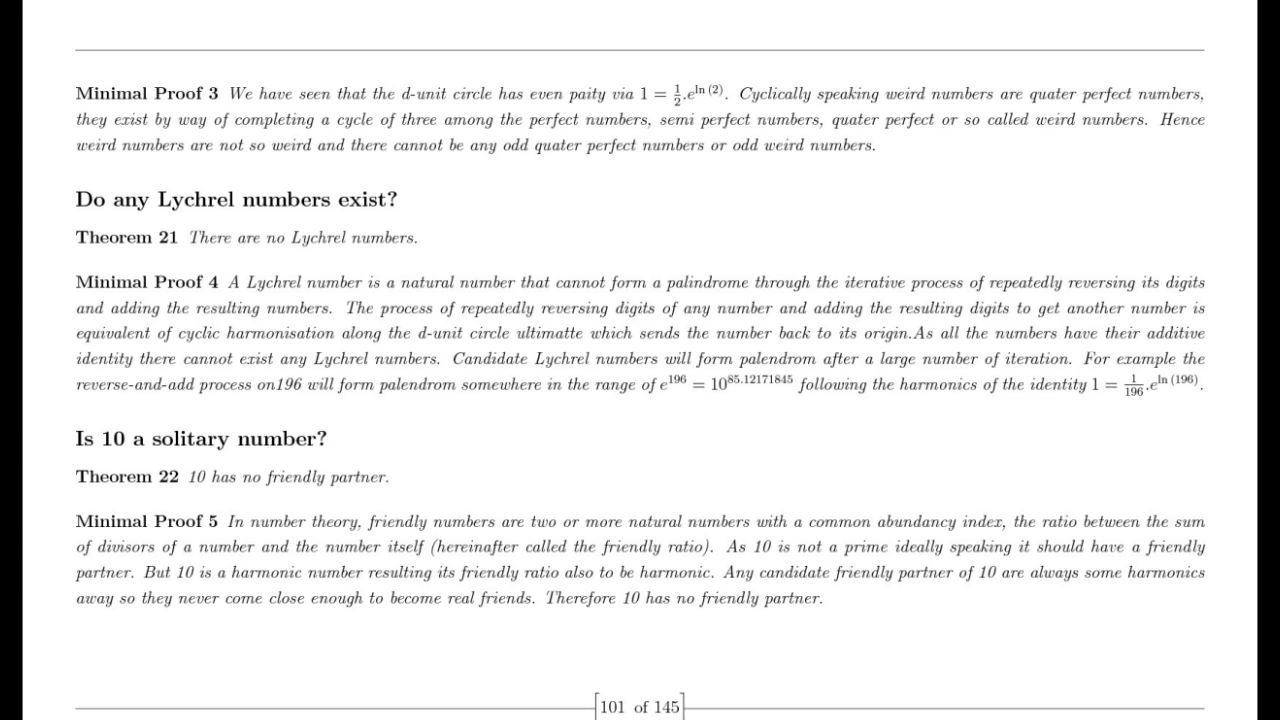 Minimal Proof 3 We have seen that the d-unit circle has even paity via 1 = 1/2.e^ln (2). Cyclically speaking weird numbers are quater perfect numbers,
they exist by way of completing a cycle of three among the perfect numbers, semi perfect numbers, quater perfect or so called weird numbers. Hence
weird numbers are not so weird and there cannot be any odd quater perfect numbers or odd weird numbers.
Do any Lychrel numbers exist?
Theorem 21 There are no Lychrel numbers.
Minimal Proof 4 A Lychrel number is a natural number that cannot form a palindrome through the iterative process of repeatedly reversing its digits
and adding the resulting numbers. The process of repeatedly reversing digits of any number and adding the resulting digits to get another number is
equivalent of cyclic harmonisation along the d-unit circle ultimatte which sends the number back to its origin.As all the numbers have their additive
identity there cannot exist any Lychrel numbers. Candidate Lychrel numbers will form palendrom after a large number of iteration. For example the
reverse-and-add process on196 will form palendrom somewhere in the range of e^196 = 10^85.12171845 following the harmonics of the identity 1 = 1/196.e^ln (196).
Is 10 a solitary number?
Theorem 22 10 has no friendly partner.
Minimal Proof 5 In number theory, friendly numbers are two or more natural numbers with a common abundancy index, the ratio between the sum
of divisors of a number and the number itself (hereinafter called the friendly ratio). As 10 is not a prime ideally speaking it should have a friendly
partner. But 10 is a harmonic number resulting its friendly ratio also to be harmonic. Any candidate friendly partner of 10 are always some harmonics
away so they never come close enough to become real friends. Therefore 10 has no friendly partner.
[101 of 145]